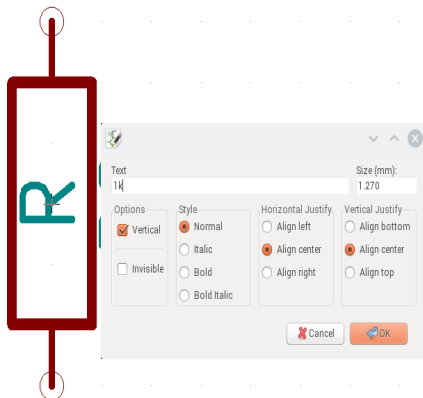 R
Text
Size (mm):
1k
1.270
Options
Style
Horizontal Justify
Vertical Justify
Vertical
Normal
Align left
Align bottom
Italic
Align center
Align center
Invisible
Bold
Align right
Align top
Bold Italic
Cancel
OK